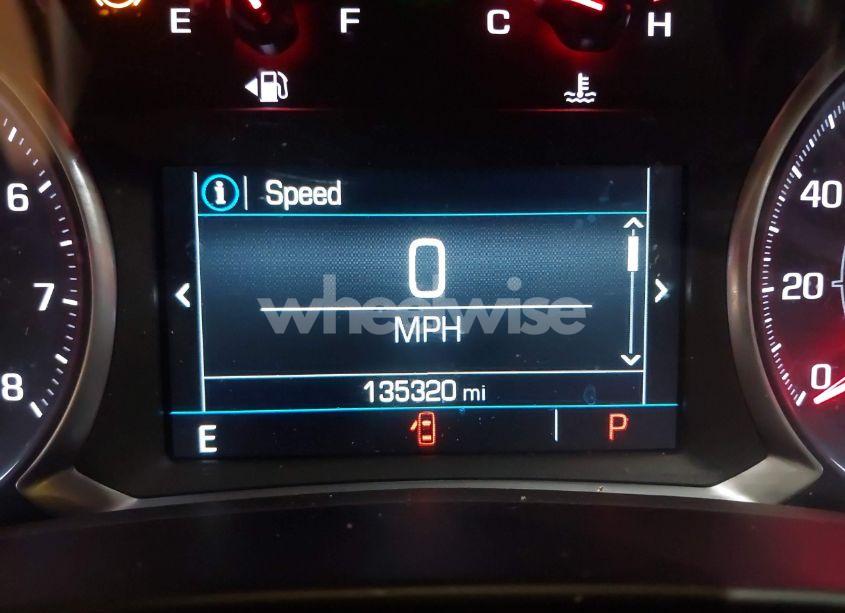 E F C H
Speed
0
MPH
135320 mi
E P
6
7
8
40
20
0
wheelwise